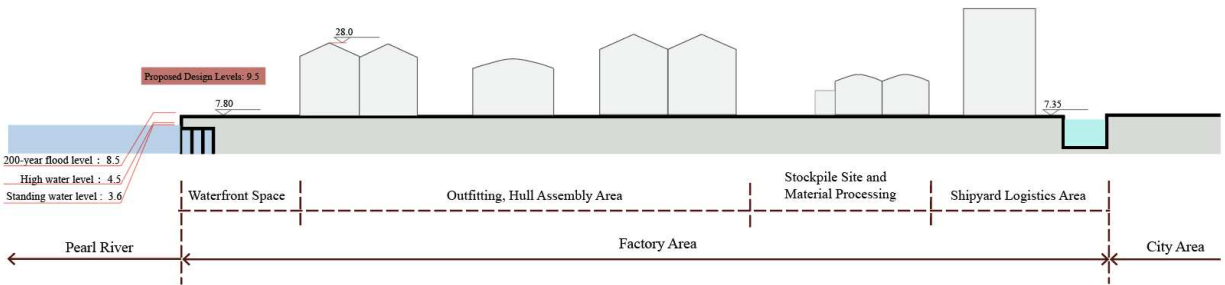 28.0
Proposed Design Levels: 9.5
7.80
7.35
200-year flood level： 8.5
High water level： 4.5
Standing water level： 3.6
Waterfront Space
Outfitting, Hull Assembly Area
Stockpile Site and
Material Processing
Shipyard Logistics Area
Pearl River
Factory Area
City Area